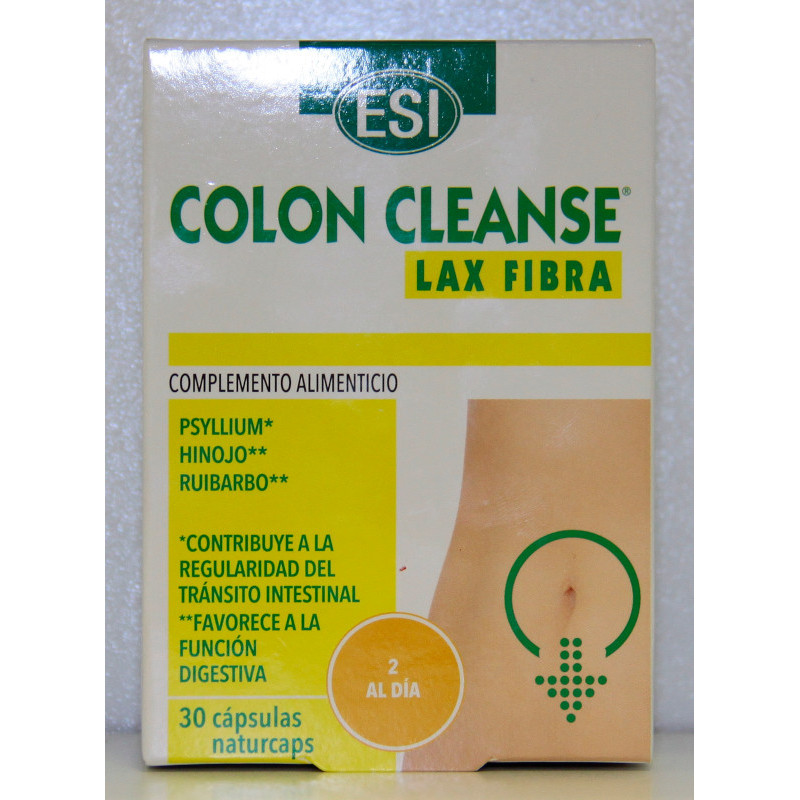 ESI
COLON CLEANSE®
LAX FIBRA
COMPLEMENTO ALIMENTICIO
PSYLLIUM*
HINOJO**
RUIBARBO**
*CONTRIBUYE A LA
REGULARIDAD DEL
TRÁNSITO INTESTINAL
**FAVORECE A LA
FUNCIÓN
DIGESTIVA
2
AL DÍA
30 cápsulas
naturcaps